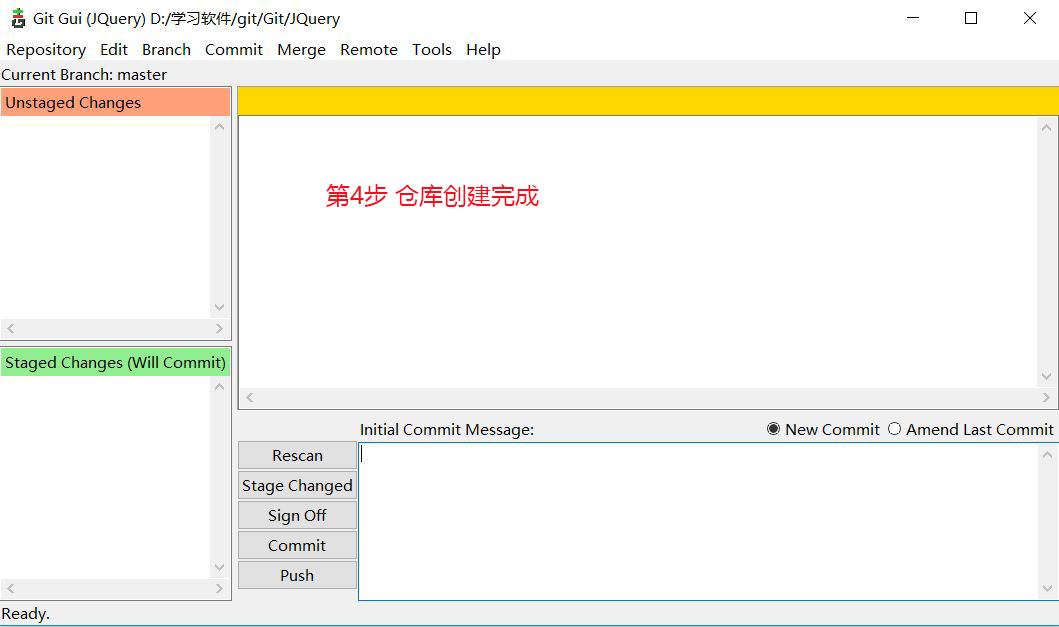 Git Gui (JQuery) D:/学习软件/git/Git/JQuery
Repository Edit Branch Commit Merge Remote Tools Help
Current Branch: master
Unstaged Changes
第4步 仓库创建完成
Staged Changes (Will Commit)
Initial Commit Message:
New Commit
Amend Last Commit
Rescan
Stage Changed
Sign Off
Commit
Push
Ready.